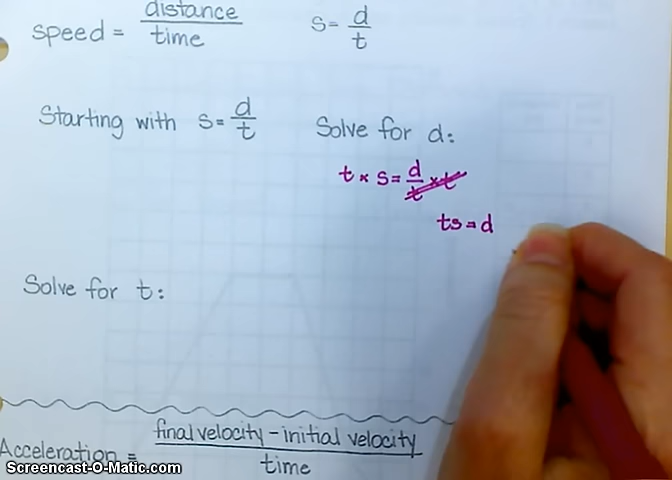 speed = distance / time    s = d/t
Starting with s = d/t    Solve for d:
t × s = d/t × t
ts = d
Solve for t:
Acceleration = final velocity - initial velocity / time
Screencast-O-Matic.com